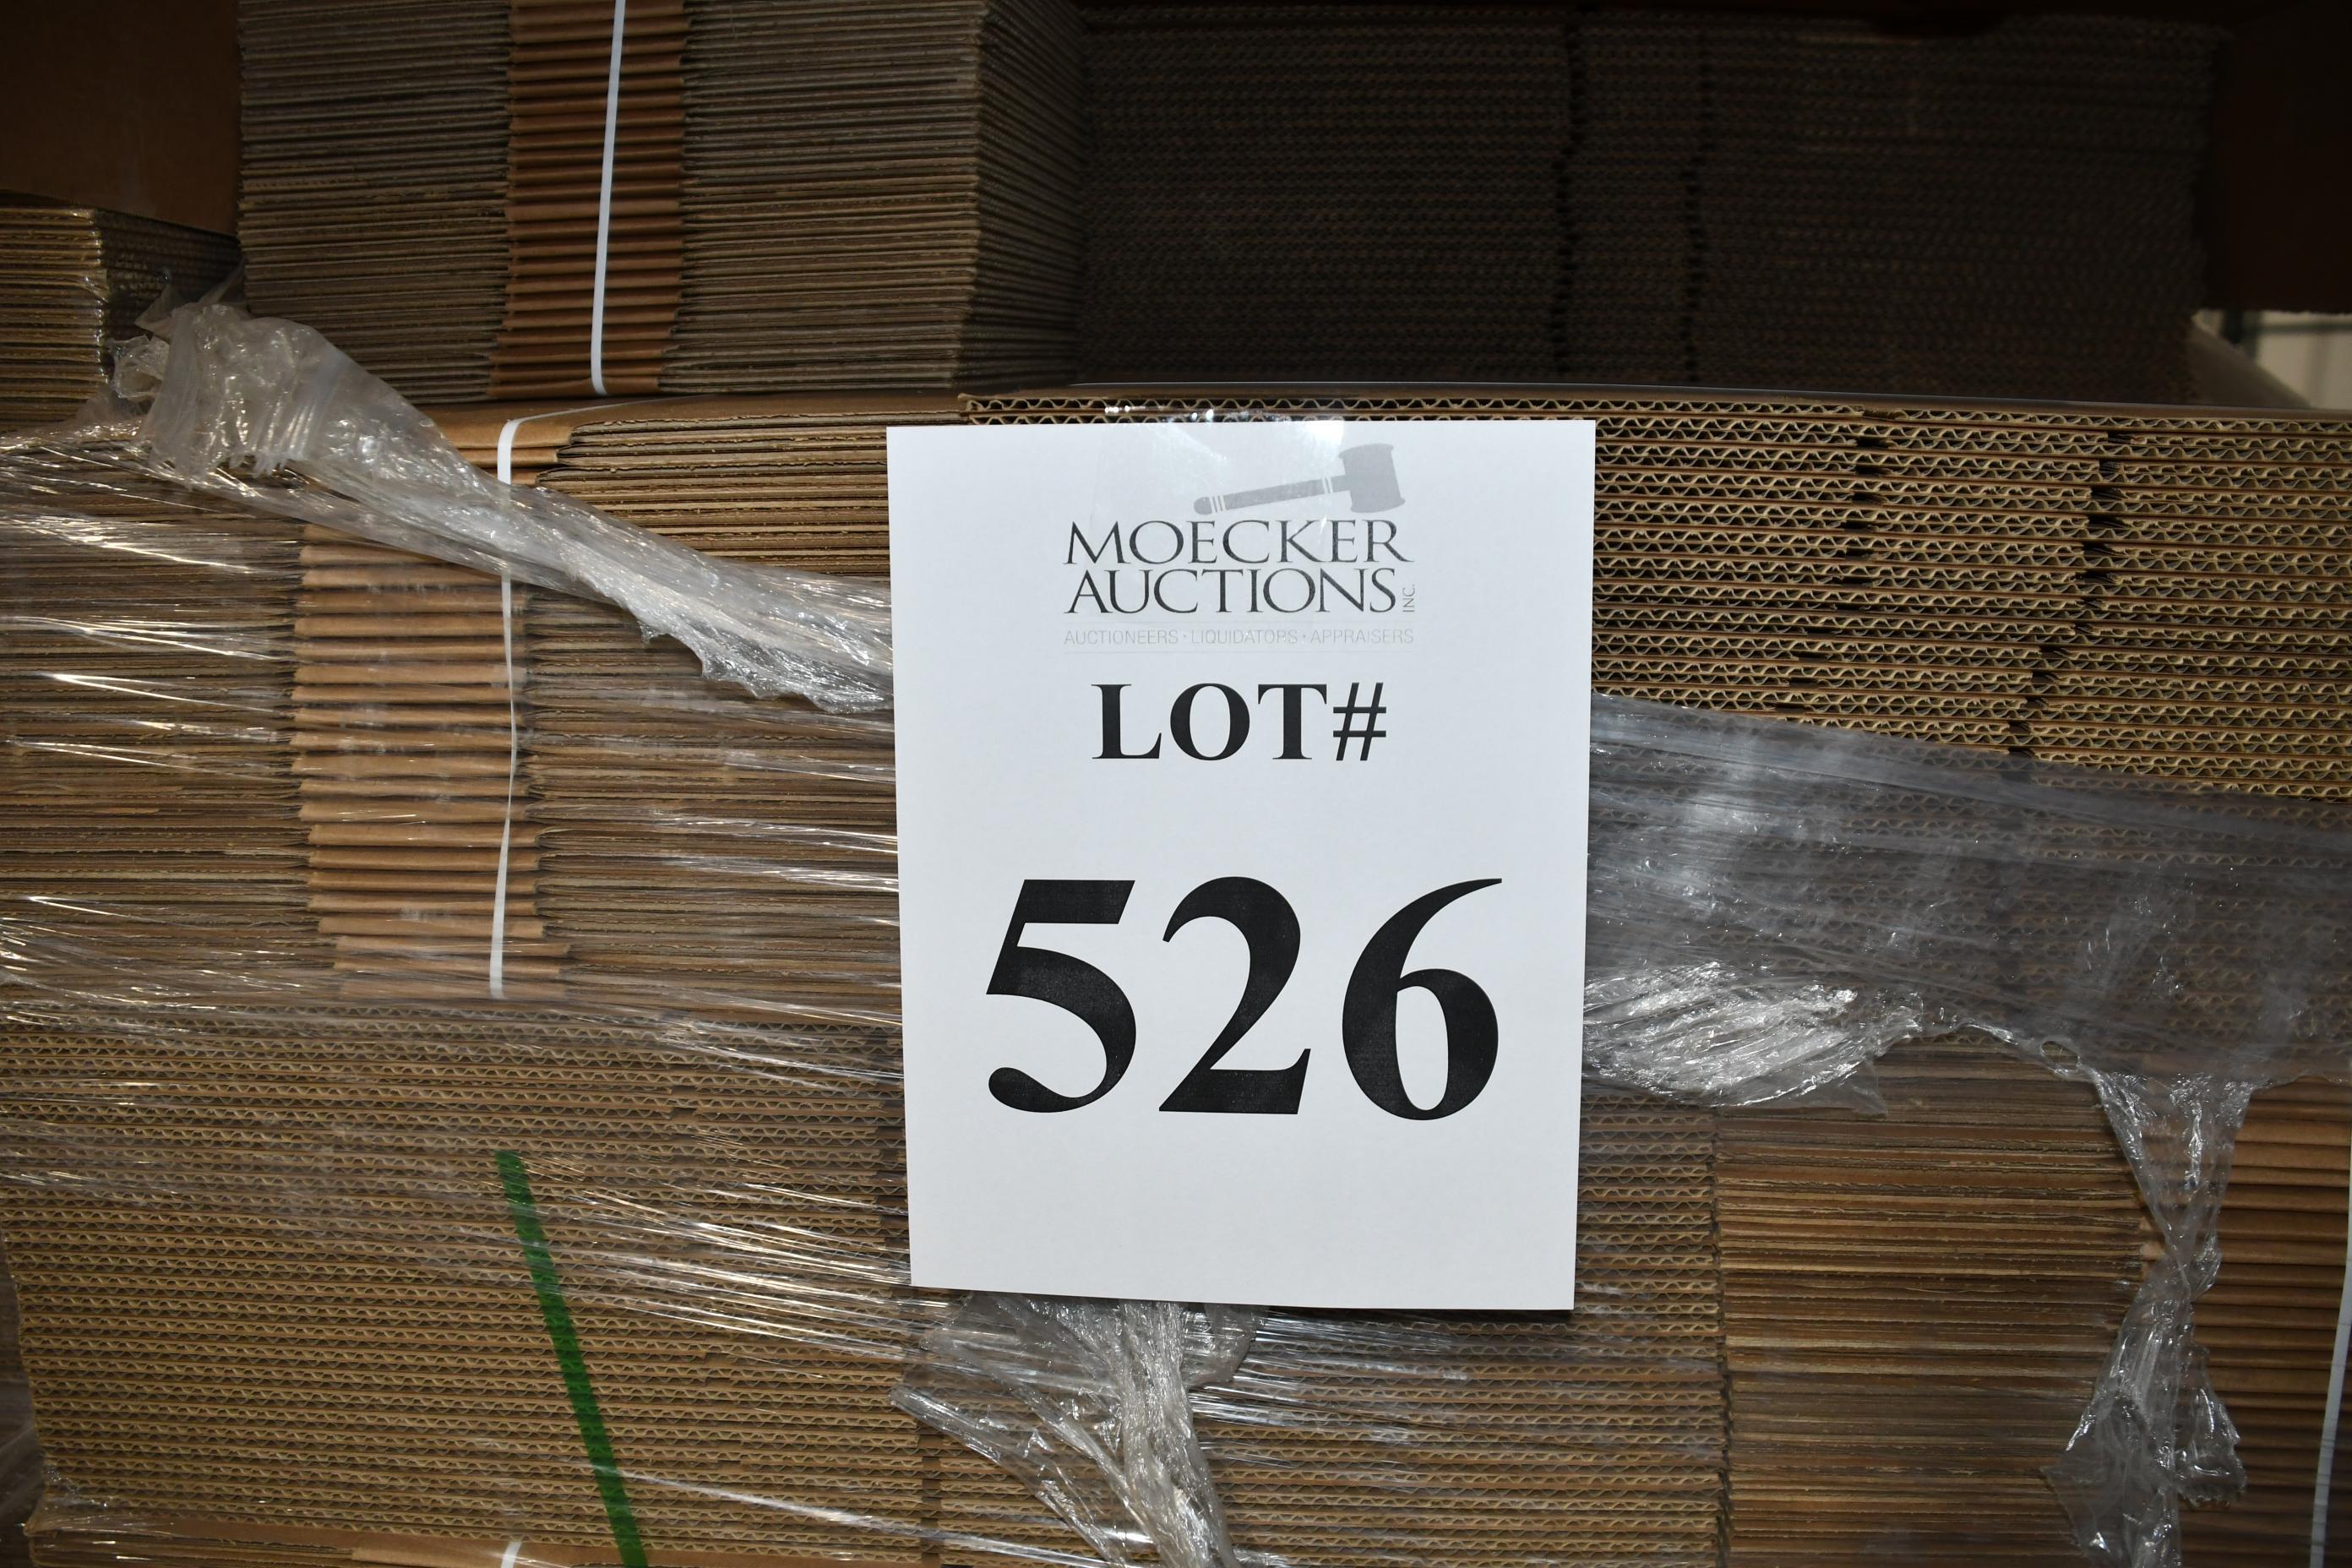 MOECKER
AUCTIONS INC.
AUCTIONEERS • LIQUIDATORS • APPRAISERS
LOT#
526